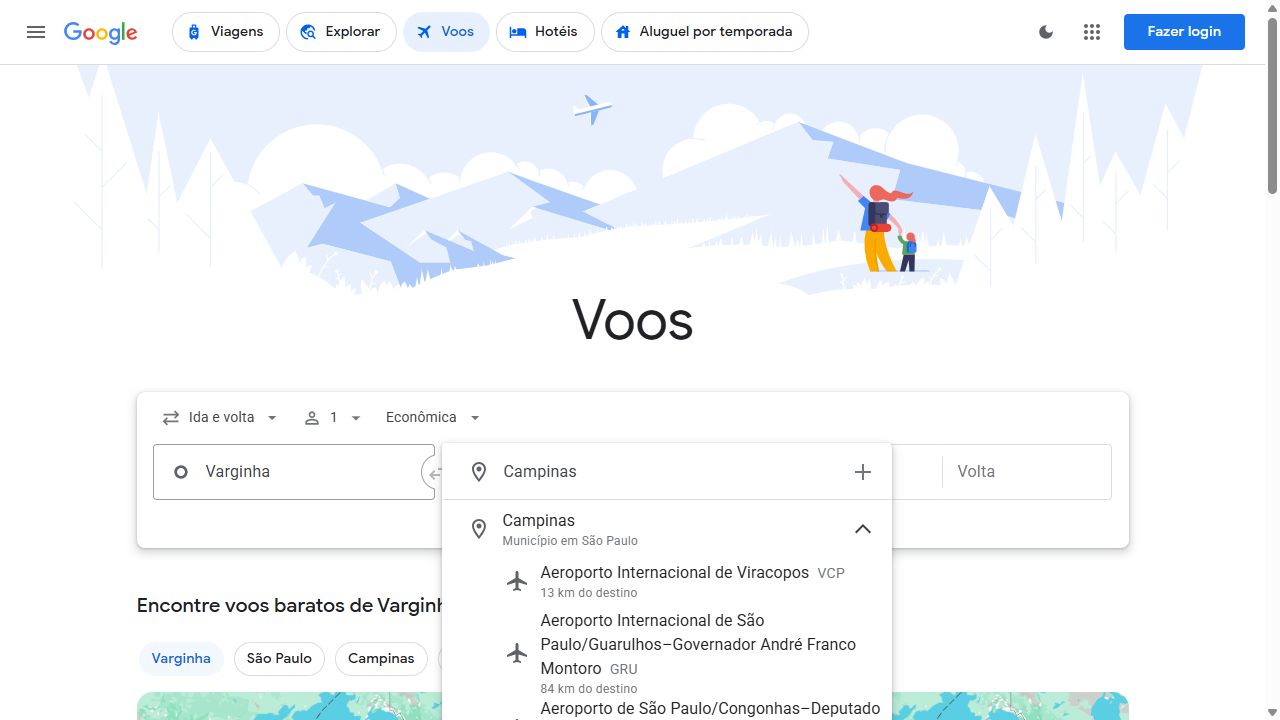 Google
Viagens
Explorar
Voos
Hotéis
Aluguel por temporada
Fazer login
Voos
Ida e volta
1
Econômica
Varginha
Campinas
Volta
Campinas
Município em São Paulo
Aeroporto Internacional de Viracopos VCP
13 km do destino
Aeroporto Internacional de São
Paulo/Guarulhos–Governador André Franco
Montoro GRU
84 km do destino
Aeroporto de São Paulo/Congonhas–Deputado
Encontre voos baratos de Varginh
Varginha
São Paulo
Campinas